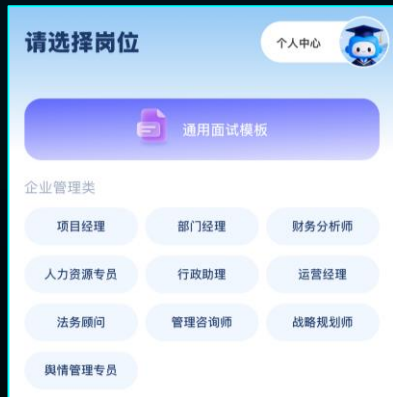 请选择岗位
个人中心
通用面试模板
企业管理类
项目经理 部门经理 财务分析师
人力资源专员 行政助理 运营经理
法务顾问 管理咨询师 战略规划师
舆情管理专员